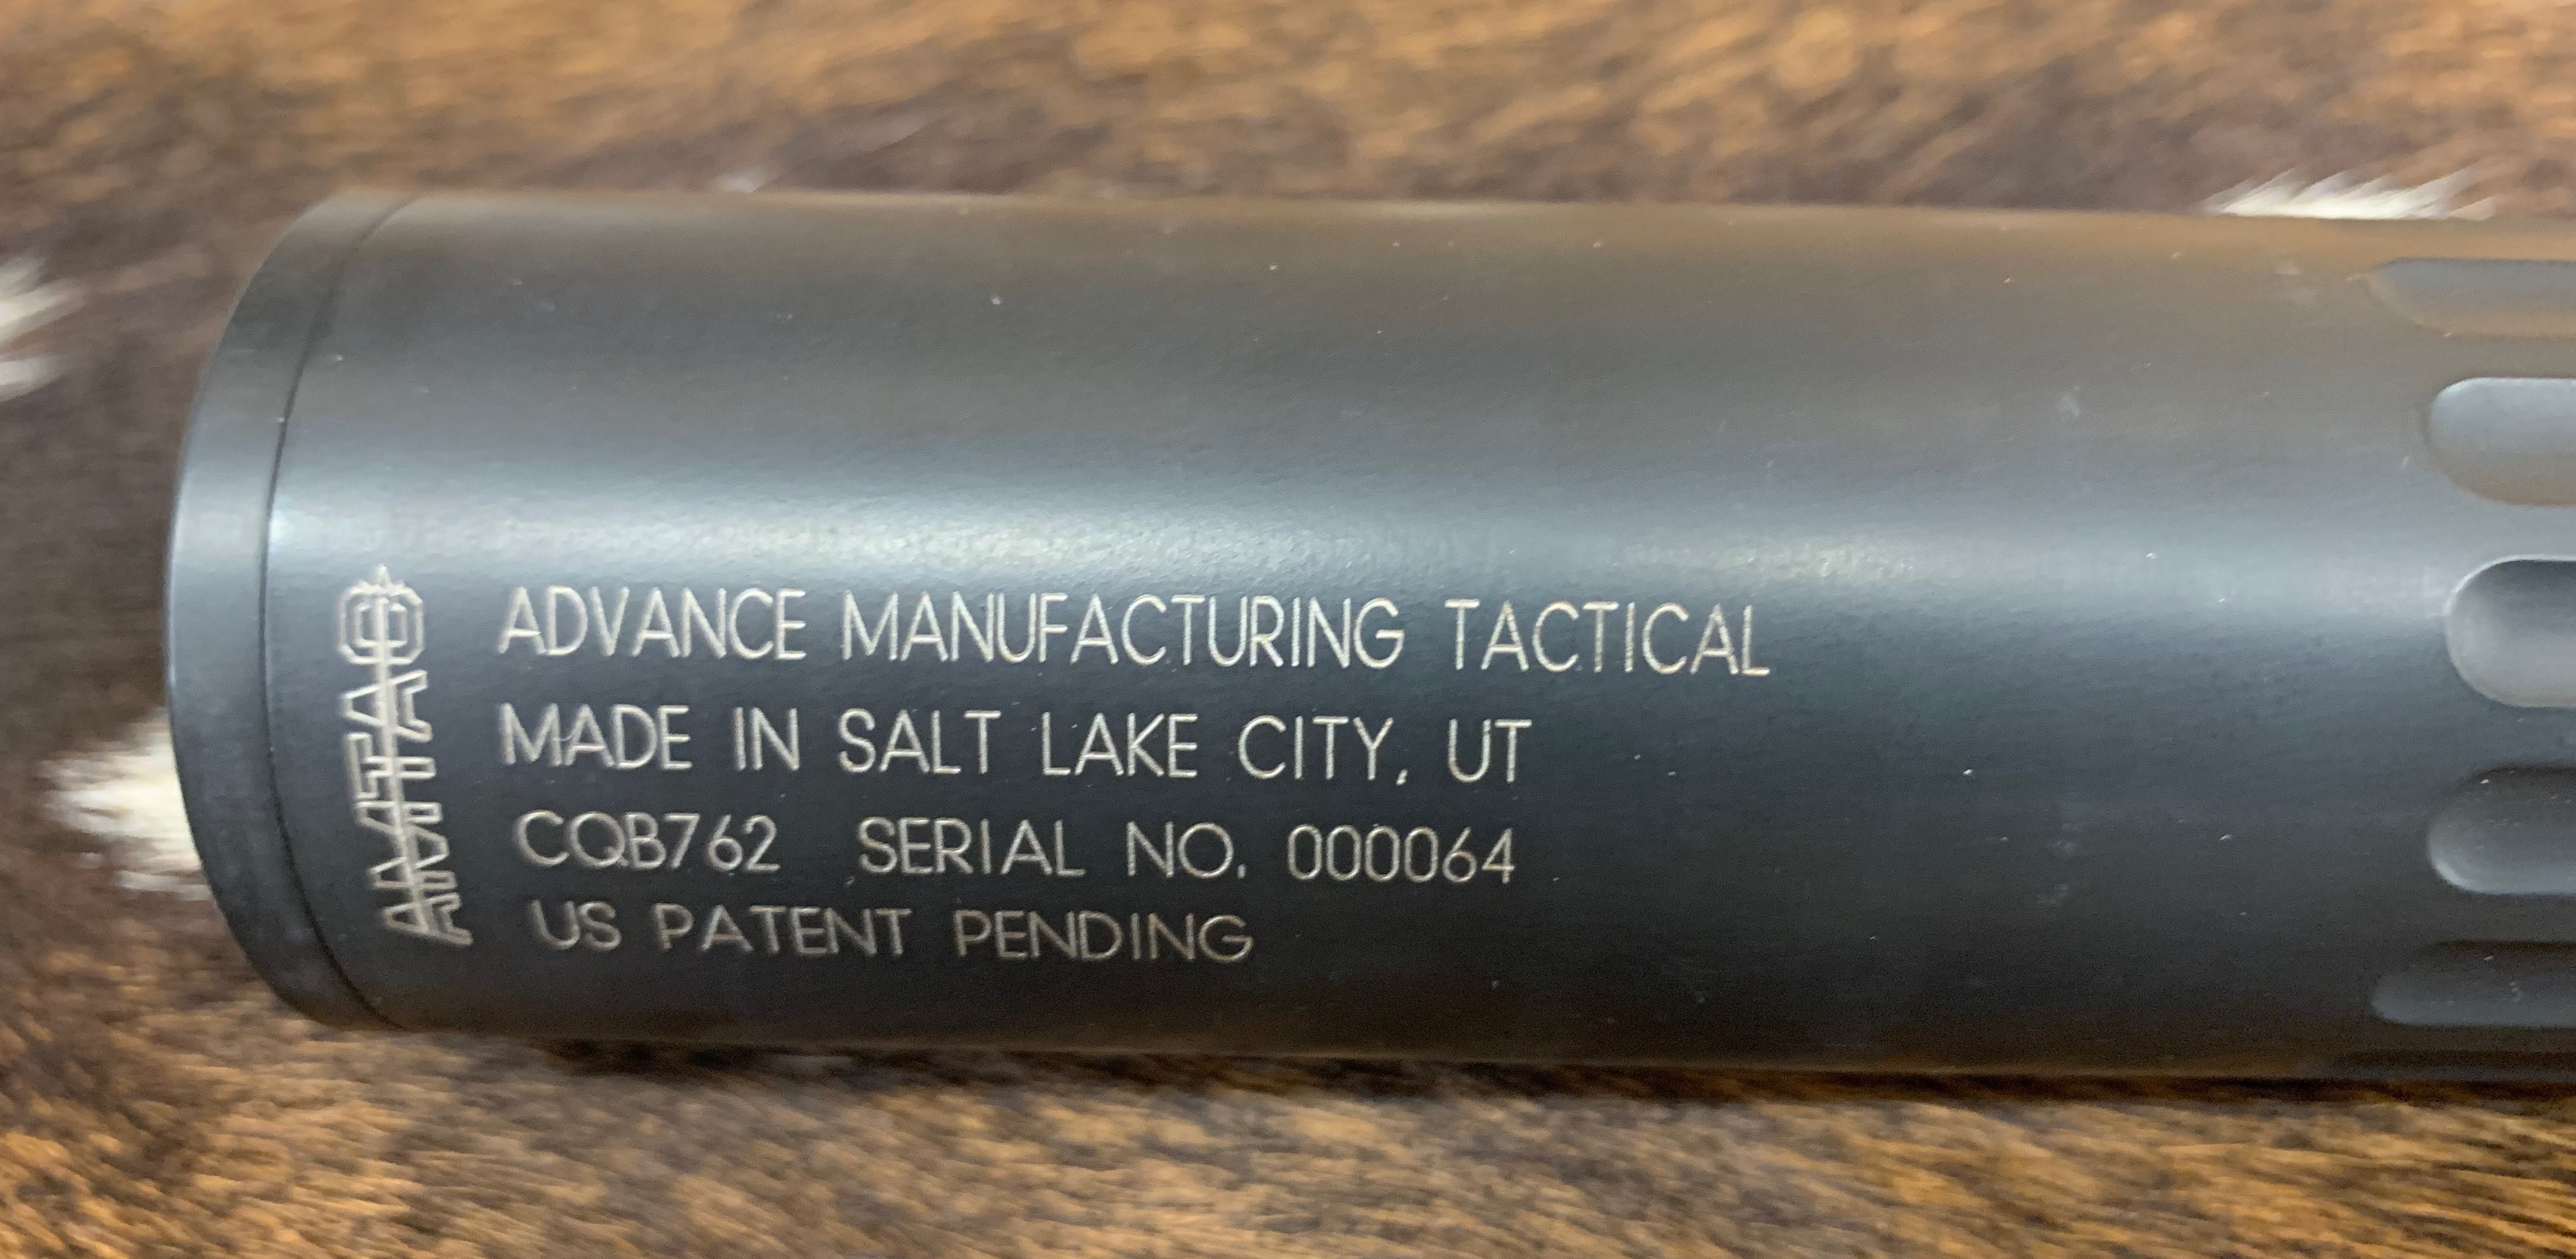 AMTAC
ADVANCE MANUFACTURING TACTICAL
MADE IN SALT LAKE CITY, UT
CQB762 SERIAL NO. 000064
US PATENT PENDING